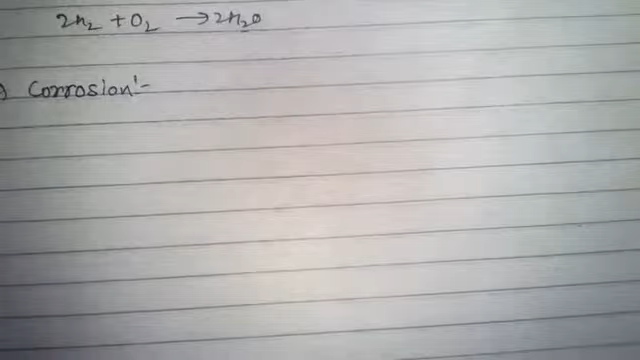 2H₂ + O₂ → 2H₂O
Corrosion:-